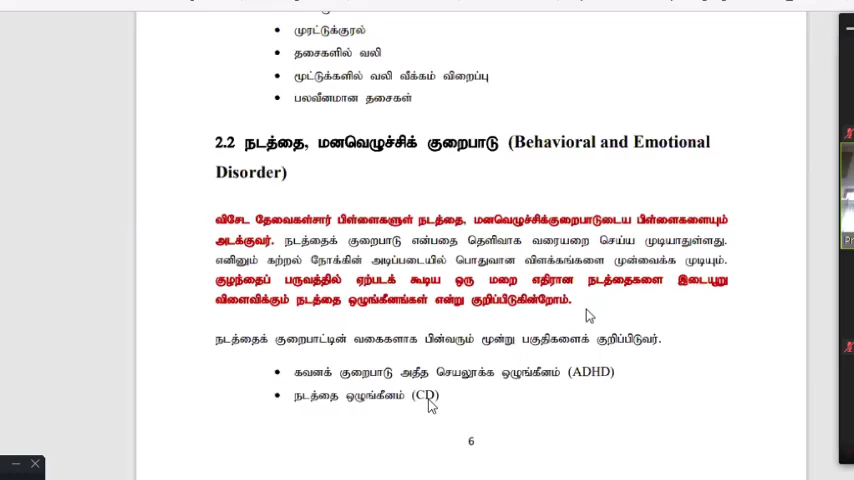 முரட்டுக்குரல்
தசைகளில் வலி
மூட்டுக்களில் வலி வீக்கம் விறைப்பு
பலவீனமான தசைகள்
2.2 நடத்தை, மனவெழுச்சிக் குறைபாடு (Behavioral and Emotional
Disorder)
விசேட தேவைகள்சார் பிள்ளைகளுள் நடத்தை, மனவெழுச்சிக்குறைபாடுடைய பிள்ளைகளையும்
அடக்குவர். நடத்தைக் குறைபாடு என்பதை தெளிவாக வரையறை செய்ய முடியாதுள்ளது.
எனினும் கற்றல் நோக்கின் அடிப்படையில் பொதுவான விளக்கங்களை முன்வைக்க முடியும்.
குழந்தைப் பருவத்தில் ஏற்படக் கூடிய ஒரு மறை எதிரான நடத்தைகளை இடையூறு
விளைவிக்கும் நடத்தை ஒழுங்கீனங்கள் என்று குறிப்பிடுகின்றோம்.
நடத்தைக் குறைபாட்டின் வகைகளாக பின்வரும் மூன்று பகுதிகளைக் குறிப்பிடுவர்.
கவனக் குறைபாடு அதீத செயலூக்க ஒழுங்கீனம் (ADHD)
நடத்தை ஒழுங்கீனம் (CD)
6